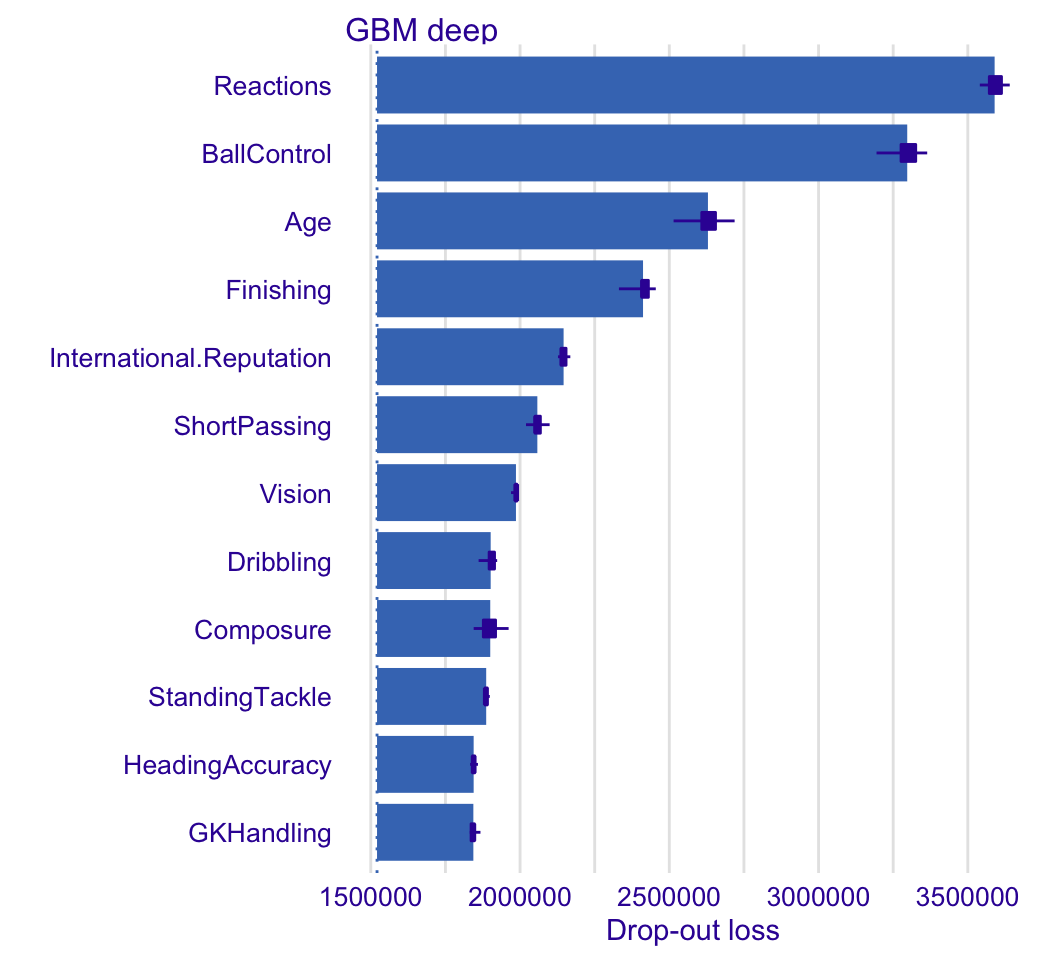 GBM deep
Reactions
BallControl
Age
Finishing
International.Reputation
ShortPassing
Vision
Dribbling
Composure
StandingTackle
HeadingAccuracy
GKHandling
1500000 2000000 2500000 3000000 3500000
Drop-out loss